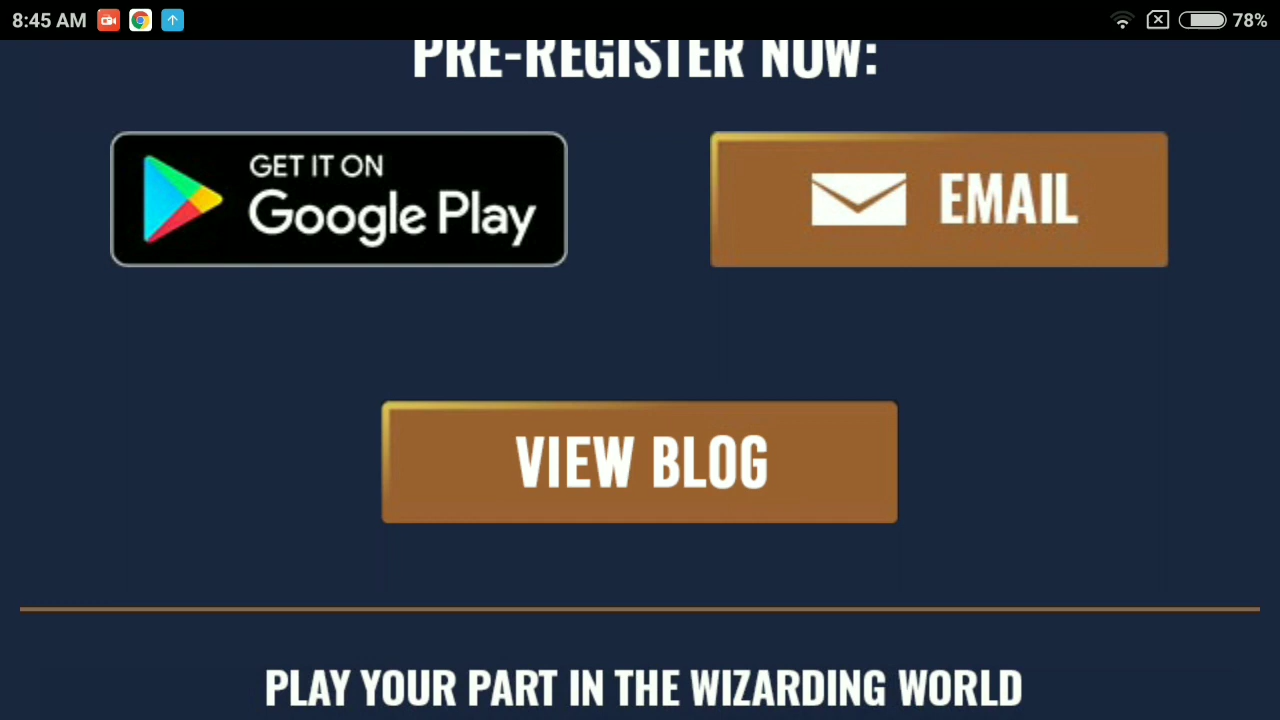 8:45 AM
78%
PRE-REGISTER NOW:
GET IT ON
Google Play
EMAIL
VIEW BLOG
PLAY YOUR PART IN THE WIZARDING WORLD